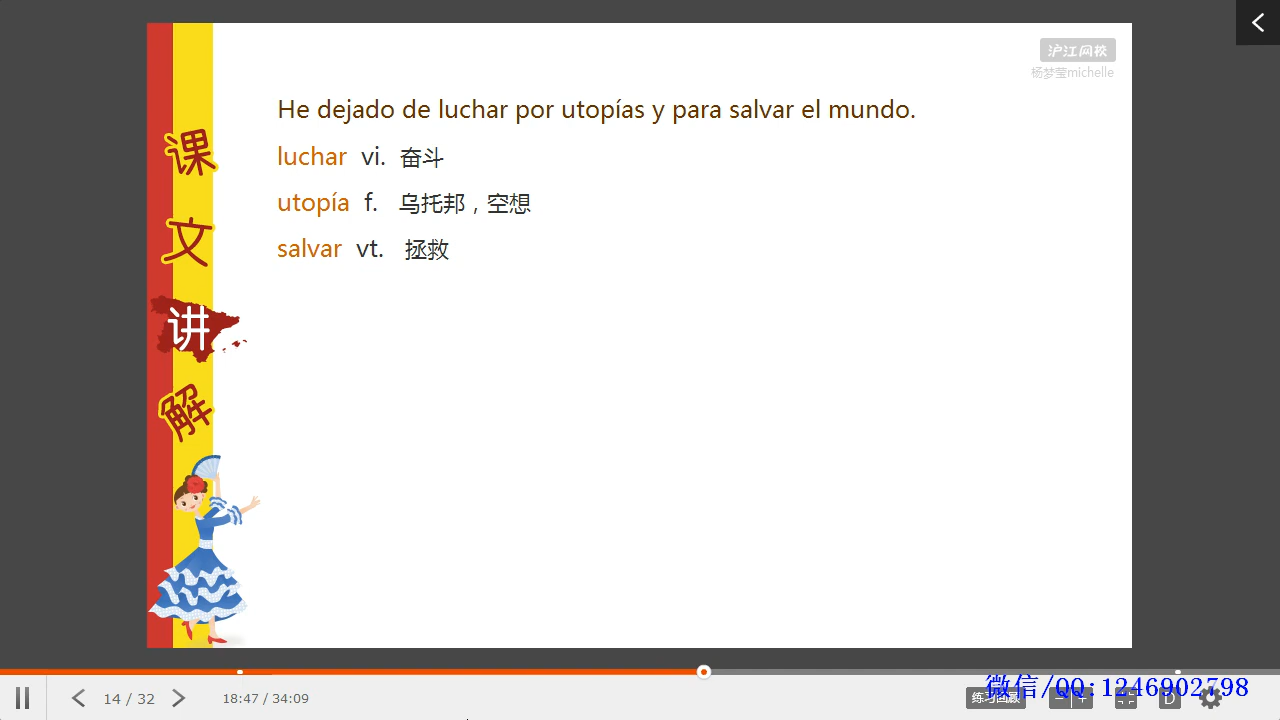 沪江网校
杨梦莹michelle
He dejado de luchar por utopías y para salvar el mundo.
luchar vi. 奋斗
utopía f. 乌托邦，空想
salvar vt. 拯救
课
文
讲
解
14 / 32
18:47 / 34:09
练习回顾
D
微信/QQ:1246902798